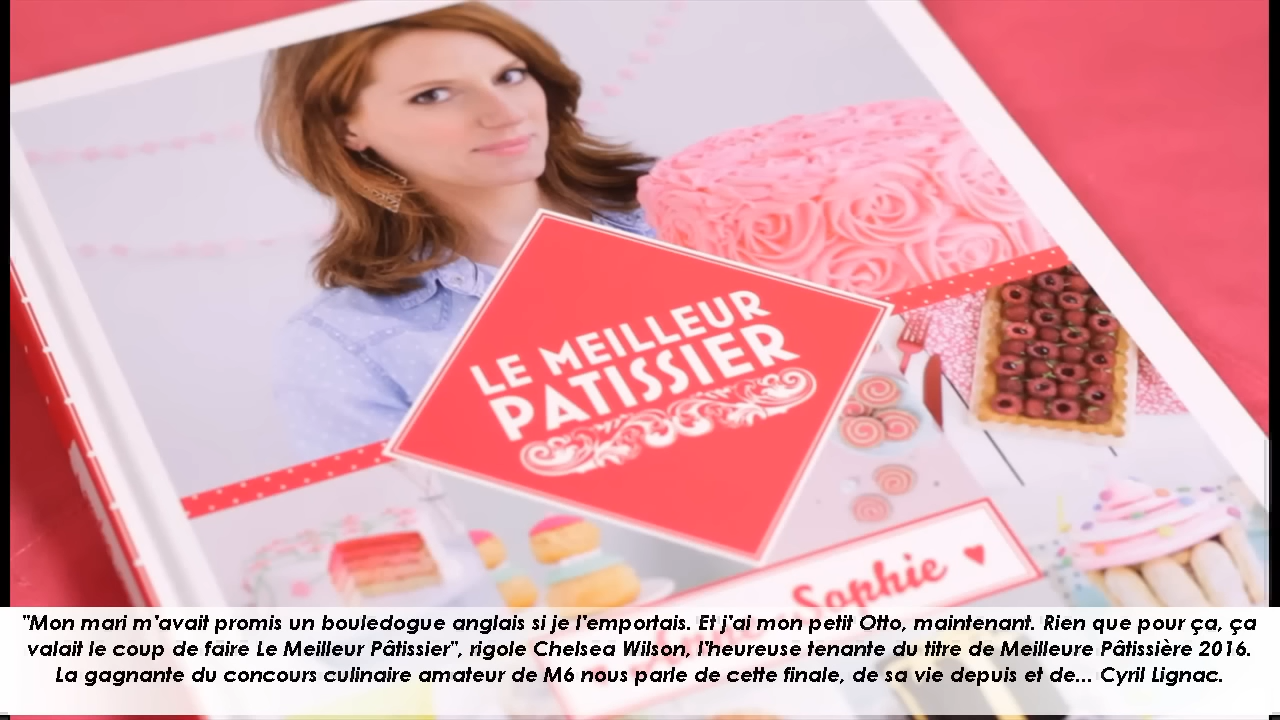 LE MEILLEUR
PATISSIER
Sophie
"Mon mari m'avait promis un bouledogue anglais si je l'emportais. Et j'ai mon petit Otto, maintenant. Rien que pour ça, ça
valait le coup de faire Le Meilleur Pâtissier", rigole Chelsea Wilson, l'heureuse tenante du titre de Meilleure Pâtissière 2016.
La gagnante du concours culinaire amateur de M6 nous parle de cette finale, de sa vie depuis et de... Cyril Lignac.